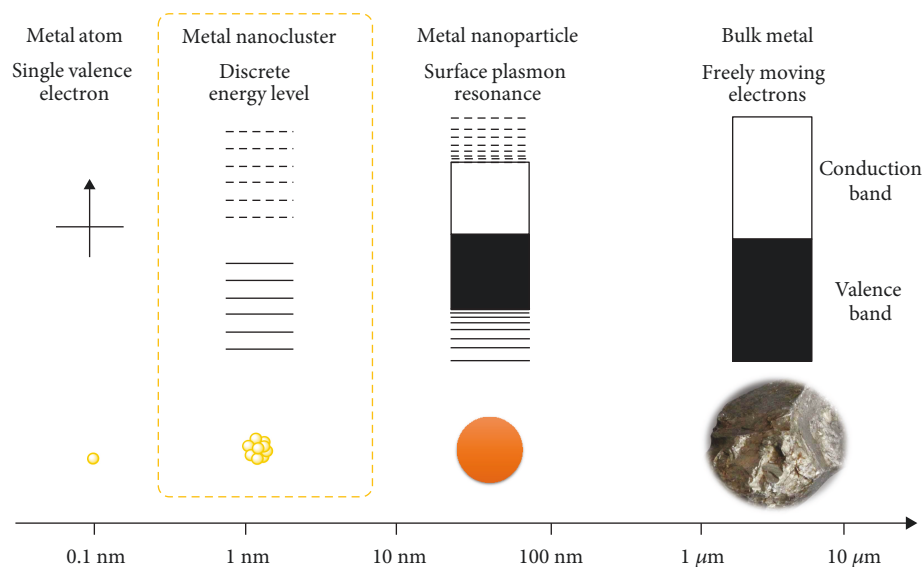 Metal atom
Single valence
electron
Metal nanocluster
Discrete
energy level
Metal nanoparticle
Surface plasmon
resonance
Bulk metal
Freely moving
electrons
Conduction
band
Valence
band
0.1 nm
1 nm
10 nm
100 nm
1 μm
10 μm